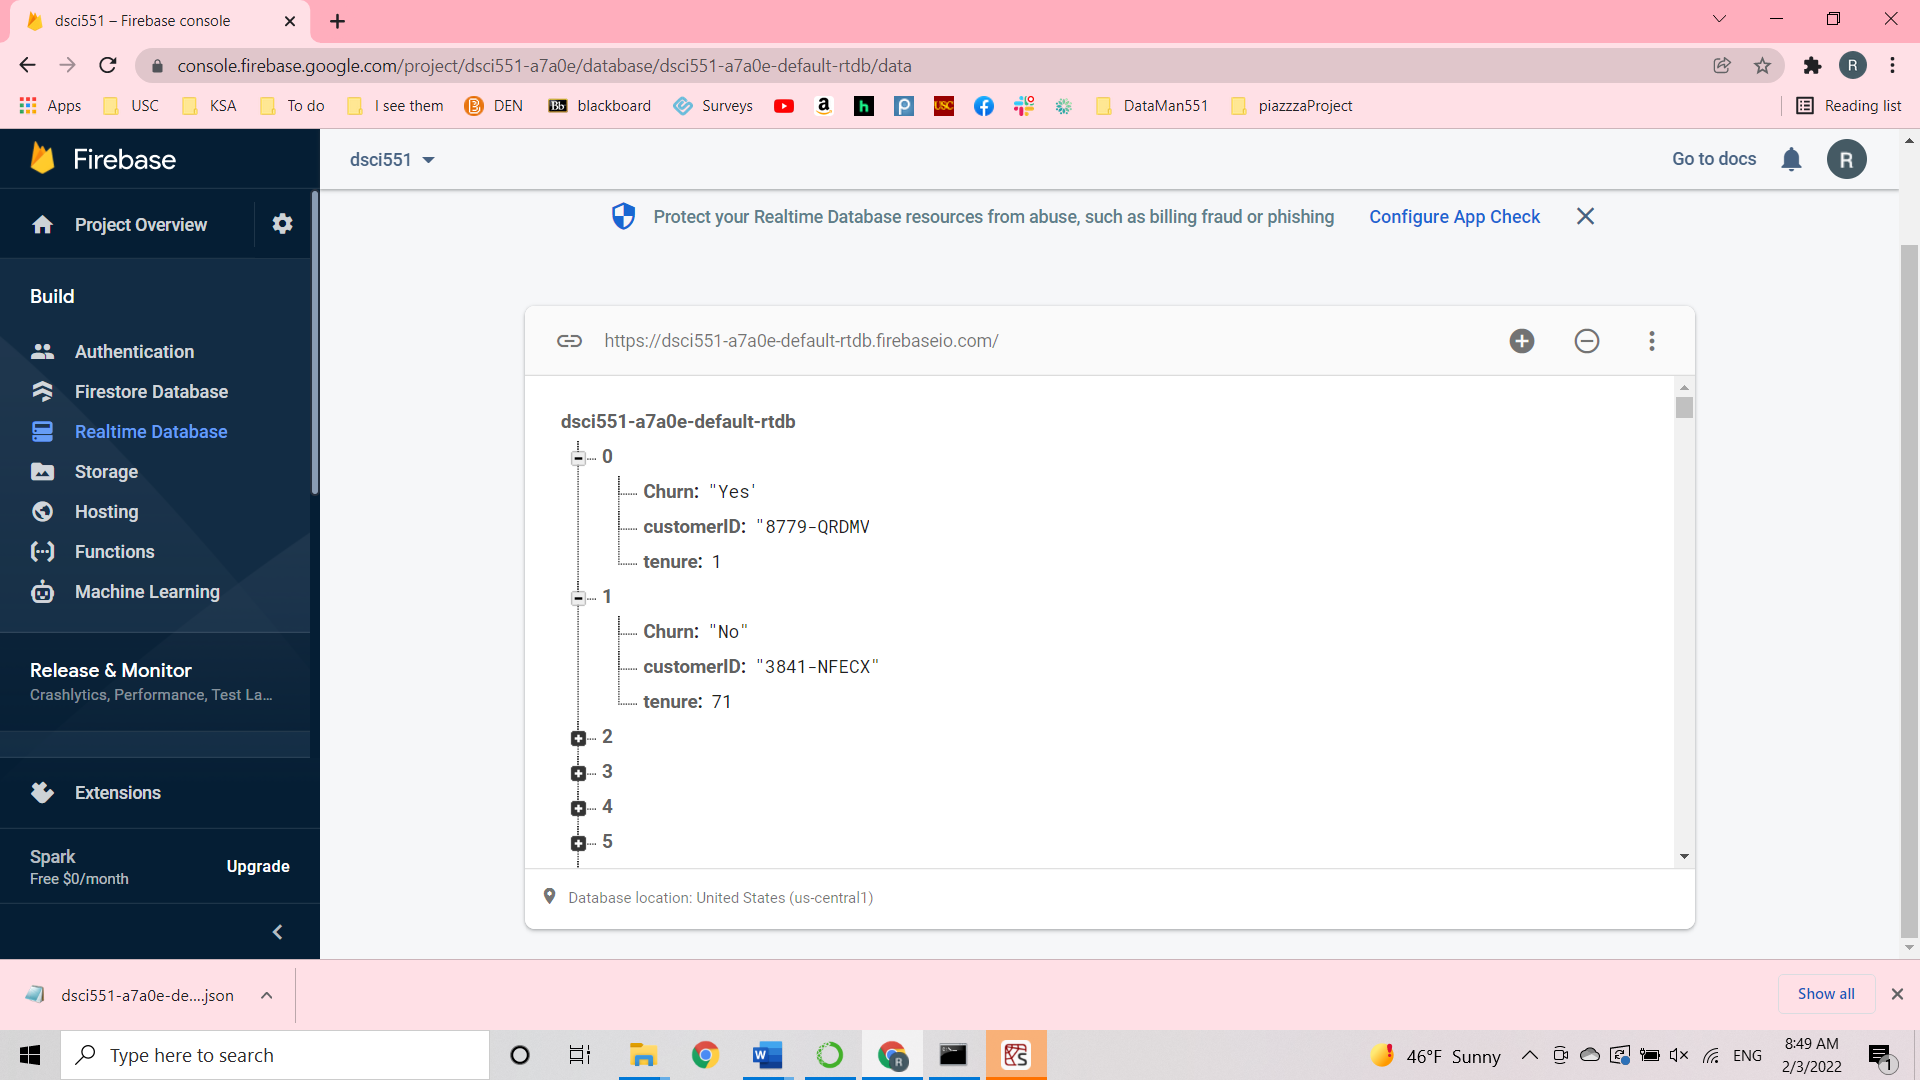 dsci551 – Firebase console
console.firebase.google.com/project/dsci551-a7a0e/database/dsci551-a7a0e-default-rtdb/data
R
Apps USC KSA To do I see them DEN Bb blackboard Surveys a h P USC DataMan551 piazzzaProject Reading list
Firebase
dsci551
Go to docs
R
Project Overview
Protect your Realtime Database resources from abuse, such as billing fraud or phishing Configure App Check
Build
Authentication
Firestore Database
Realtime Database
Storage
Hosting
Functions
Machine Learning
Release & Monitor
Crashlytics, Performance, Test La...
Extensions
Spark
Free $0/month
Upgrade
https://dsci551-a7a0e-default-rtdb.firebaseio.com/
dsci551-a7a0e-default-rtdb
0
Churn: "Yes'
customerID: "8779-QRDMV
tenure: 1
1
Churn: "No"
customerID: "3841-NFECX"
tenure: 71
2
3
4
5
Database location: United States (us-central1)
dsci551-a7a0e-de....json
Show all
Type here to search
W
R
46°F Sunny
ENG
8:49 AM
2/3/2022
1